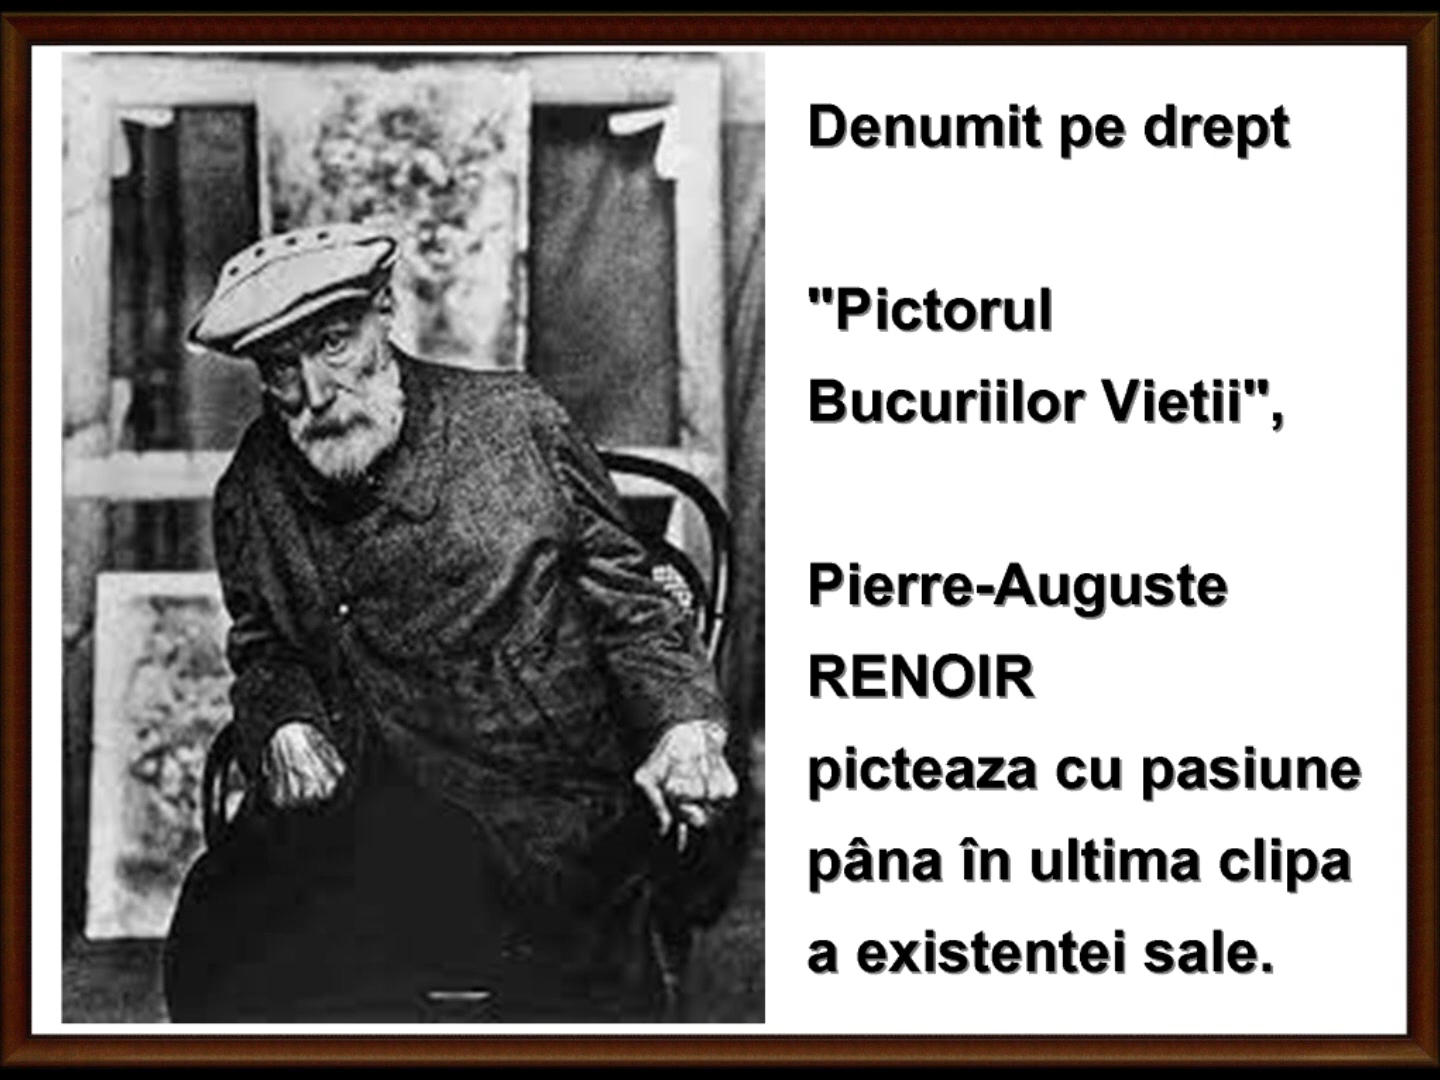 Denumit pe drept
"Pictorul
Bucuriilor Vietii",
Pierre-Auguste
RENOIR
picteaza cu pasiune
pâna în ultima clipa
a existentei sale.